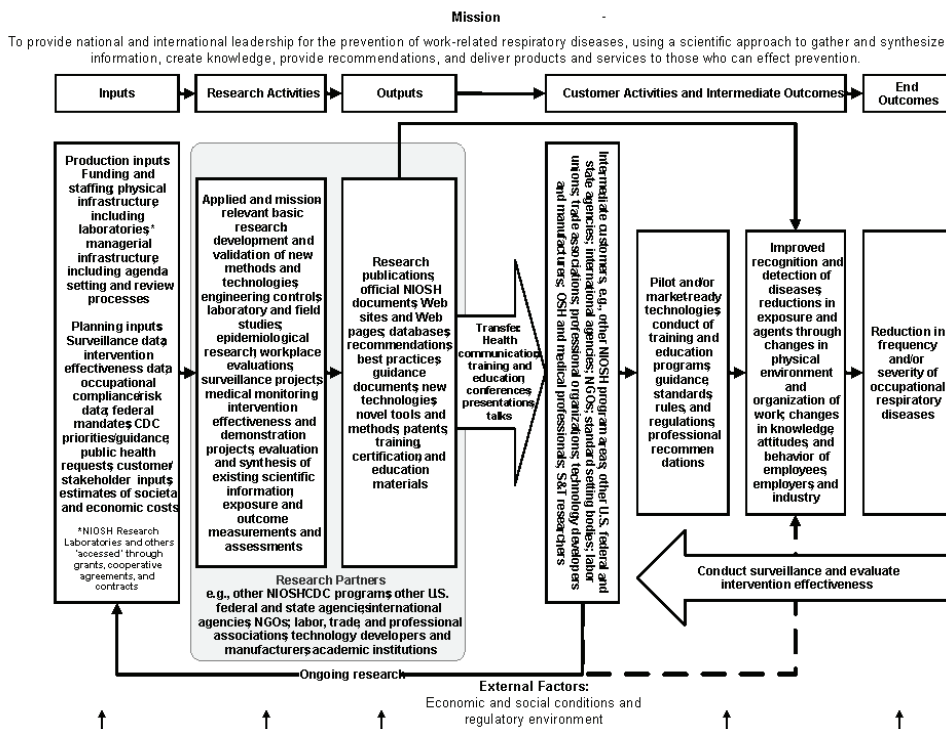 Mission
-
To provide national and international leadership for the prevention of work-related respiratory diseases, using a scientific approach to gather and synthesize
information, create knowledge, provide recommendations, and deliver products and services to those who can effect prevention.
Inputs
Research Activities
Outputs
Customer Activities and Intermediate Outcomes
End
Outcomes
Production inputs
Funding and
staffing; physical
infrastructure
including
laboratories;*
managerial
infrastructure
including agenda
setting and review
processes
Planning inputs
Surveillance data;
intervention
effectiveness data;
occupational
compliance/risk
data; federal
mandates; CDC
priorities/guidance;
public health
requests; customer/
stakeholder inputs;
estimates of societal
and economic costs
*NIOSH Research
Laboratories and others
'accessed' through
grants, cooperative
agreements, and
contracts
Applied and mission
relevant basic
research;
development and
validation of new
methods and
technologies;
engineering controls;
laboratory and field
studies;
epidemiological
research; workplace
evaluations;
surveillance projects;
medical monitoring;
intervention
effectiveness and
demonstration
projects; evaluation
and synthesis of
existing scientific
information;
exposure and
outcome
measurements and
assessments
Research
publications;
official NIOSH
documents; Web
sites and Web
pages; databases;
recommendations;
best practices;
guidance
documents; new
technologies;
novel tools and
methods; patents;
training,
certification, and
education
materials
Research Partners
e.g., other NIOSH/CDC programs; other U.S.
federal and state agencies; international
agencies; NGOs; labor, trade, and professional
associations; technology developers and
manufacturers; academic institutions
Transfer:
Health
communication;
training and
education;
conferences;
presentations;
talks
Intermediate customers, e.g., other NIOSH program areas, other U.S. federal and
state agencies; international agencies; NGOs; standard setting bodies; labor
unions; trade associations; professional organizations; technology developers
and manufacturers; OSH and medical professionals; S&T researchers
Pilot and/or
market-ready
technologies;
conduct of
training and
education
programs;
guidance,
standards,
rules, and
regulations;
professional
recommen
dations
Improved
recognition and
detection of
diseases;
reductions in
exposure and
agents through
changes in
physical
environment
and
organization of
work; changes
in knowledge,
attitudes, and
behavior of
employees,
employers, and
industry
Reduction in
frequency
and/or
severity of
occupational
respiratory
diseases
Conduct surveillance and evaluate
intervention effectiveness
Ongoing research
External Factors:
Economic and social conditions and
regulatory environment